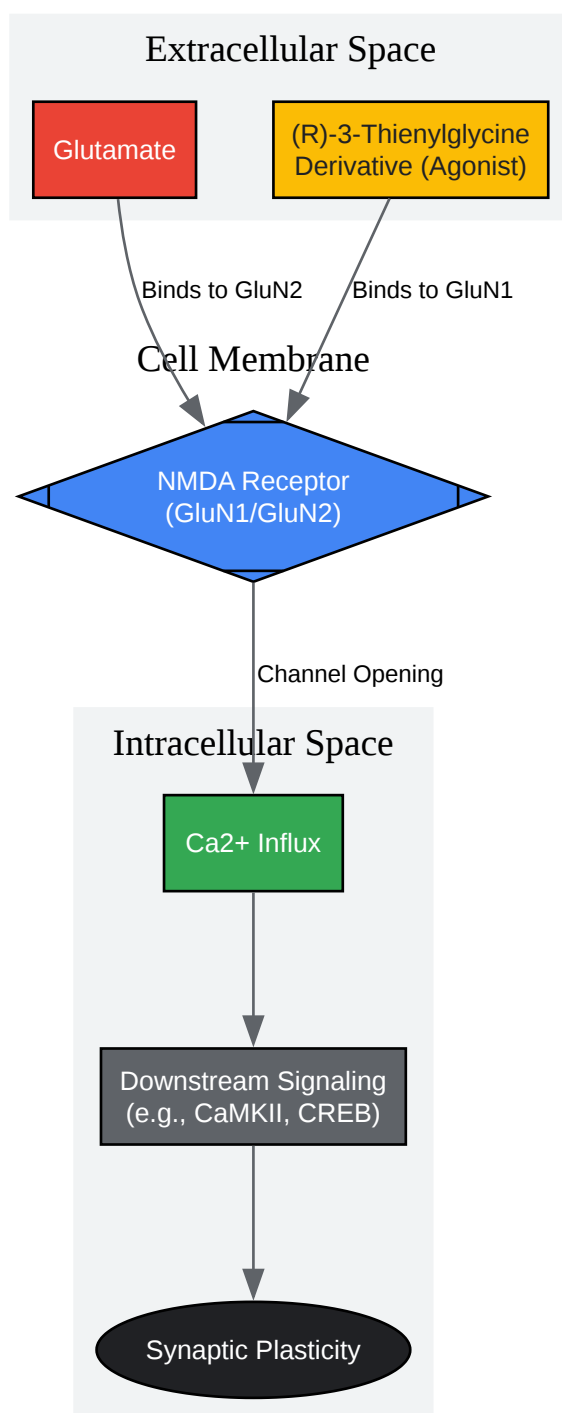 Extracellular Space
Glutamate
(R)-3-Thienylglycine
Derivative (Agonist)
Binds to GluN2
Binds to GluN1
Cell Membrane
NMDA Receptor
(GluN1/GluN2)
Channel Opening
Intracellular Space
Ca2+ Influx
Downstream Signaling
(e.g., CaMKII, CREB)
Synaptic Plasticity